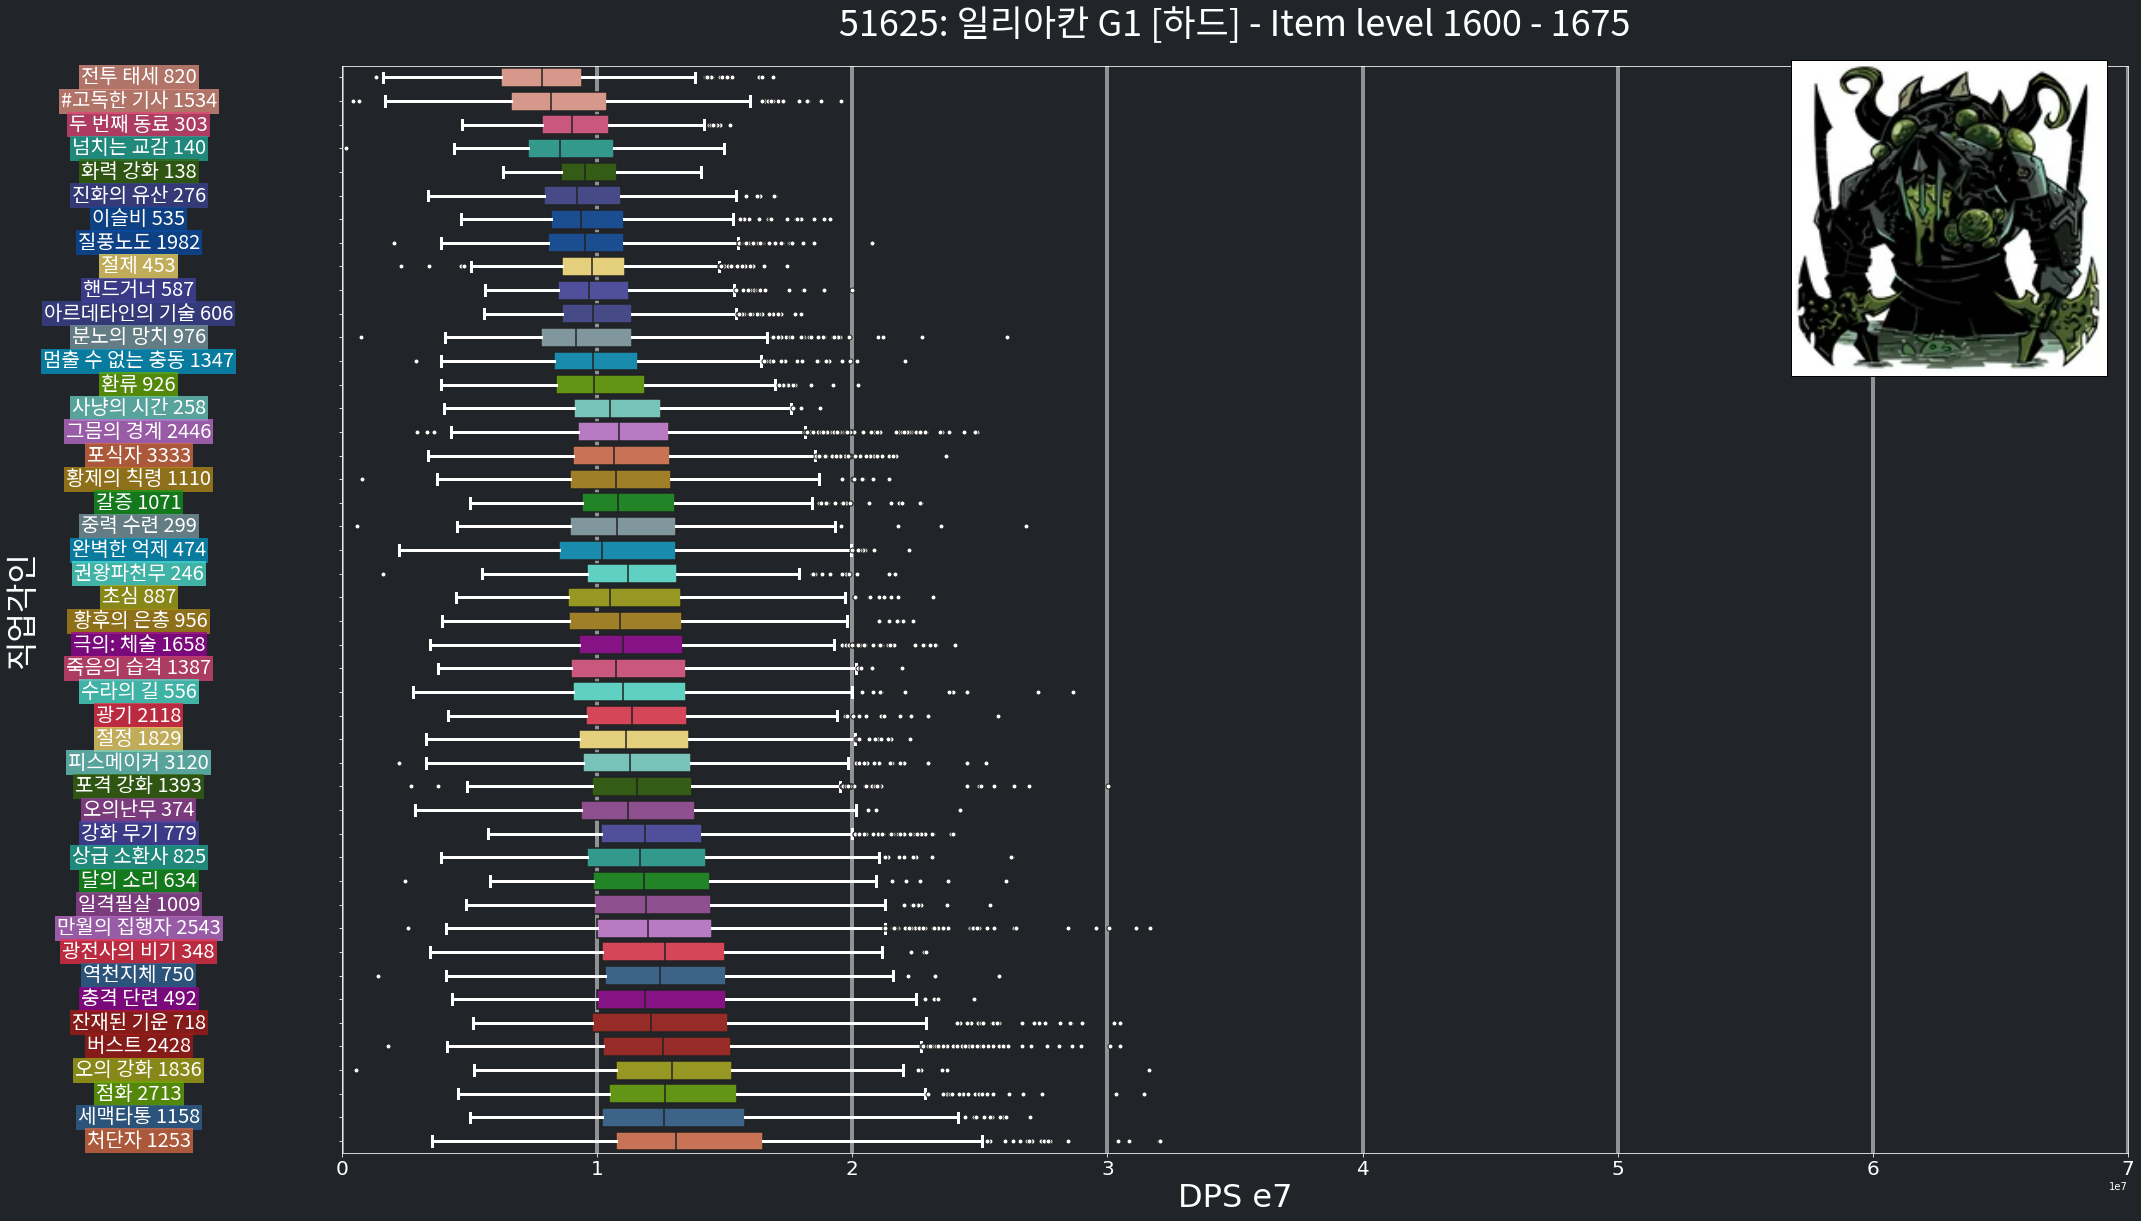 51625: 일리아칸 G1 [하드] - Item level 1600 - 1675
전투 태세 820
#고독한 기사 1534
두 번째 동료 303
넘치는 교감 140
화력 강화 138
진화의 유산 276
이슬비 535
질풍노도 1982
절제 453
핸드거너 587
아르데타인의 기술 606
분노의 망치 976
멈출 수 없는 충동 1347
환류 926
사냥의 시간 258
그믐의 경계 2446
포식자 3333
황제의 칙령 1110
갈증 1071
중력 수련 299
완벽한 억제 474
권왕파천무 246
초심 887
황후의 은총 956
극의: 체술 1658
죽음의 습격 1387
수라의 길 556
광기 2118
절정 1829
피스메이커 3120
포격 강화 1393
오의난무 374
강화 무기 779
상급 소환사 825
달의 소리 634
일격필살 1009
만월의 집행자 2543
광전사의 비기 348
역천지체 750
충격 단련 492
잔재된 기운 718
버스트 2428
오의 강화 1836
점화 2713
세맥타통 1158
처단자 1253
직업각인
0 1 2 3 4 5 6 7
1e7
DPS e7